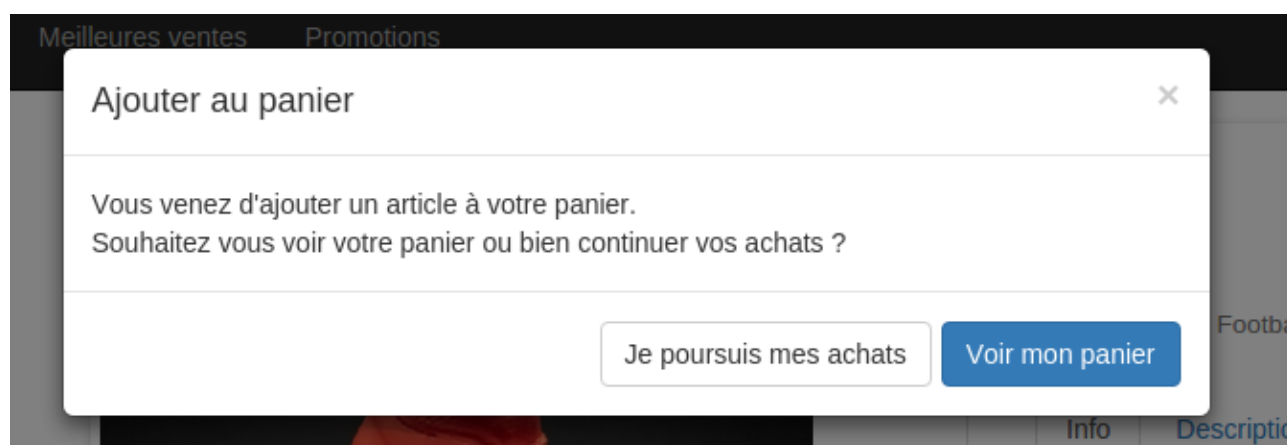 Meilleures ventes Promotions
Ajouter au panier ×
Vous venez d'ajouter un article à votre panier.
Souhaitez vous voir votre panier ou bien continuer vos achats ?
Je poursuis mes achats Voir mon panier
Info